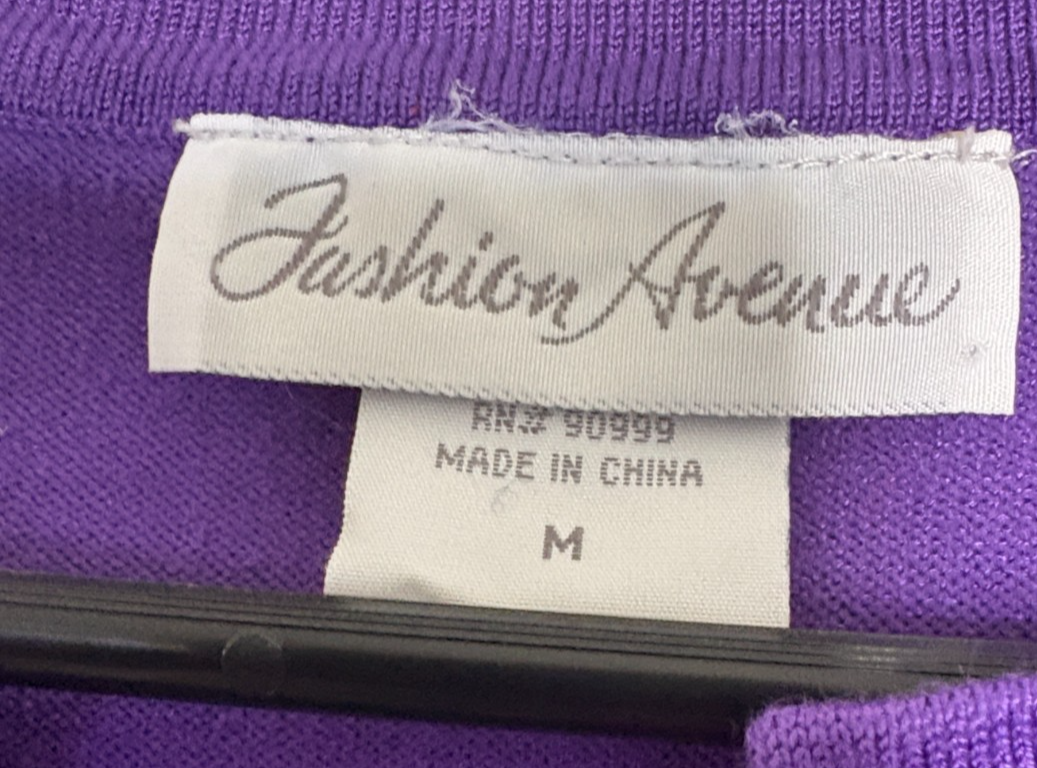 Fashion Avenue
RN# 90999
MADE IN CHINA
M